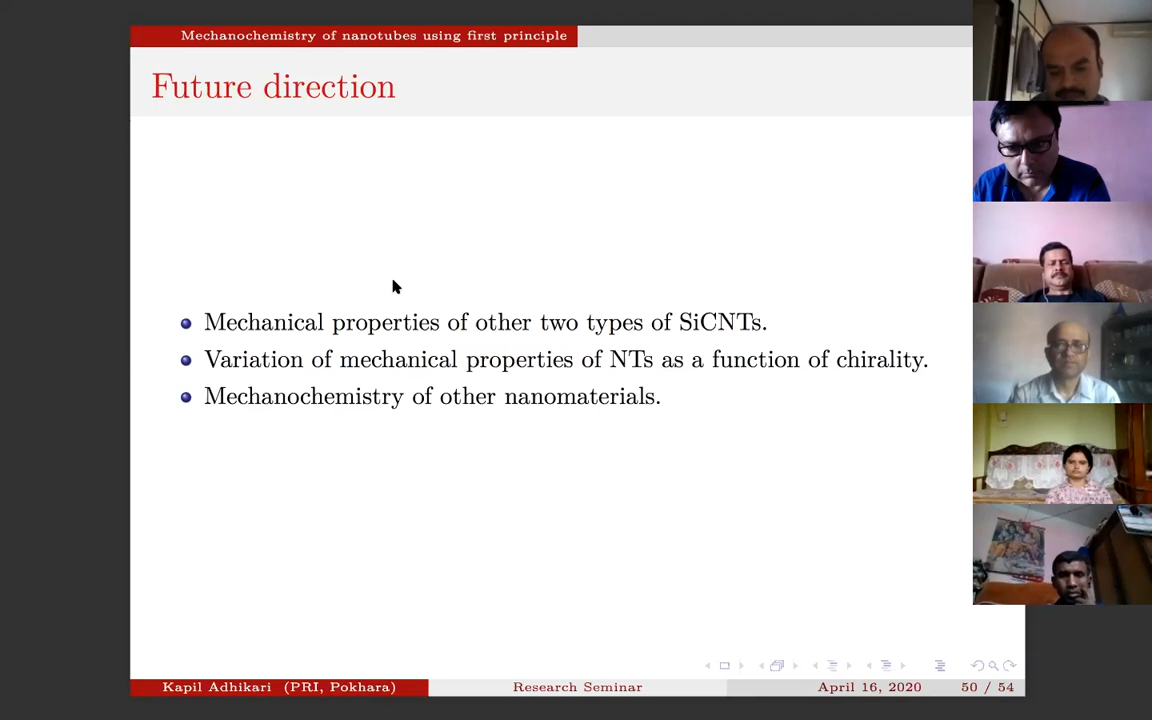 Mechanochemistry of nanotubes using first principle
Future direction
Mechanical properties of other two types of SiCNTs.
Variation of mechanical properties of NTs as a function of chirality.
Mechanochemistry of other nanomaterials.
Kapil Adhikari (PRI, Pokhara) Research Seminar April 16, 2020 50 / 54